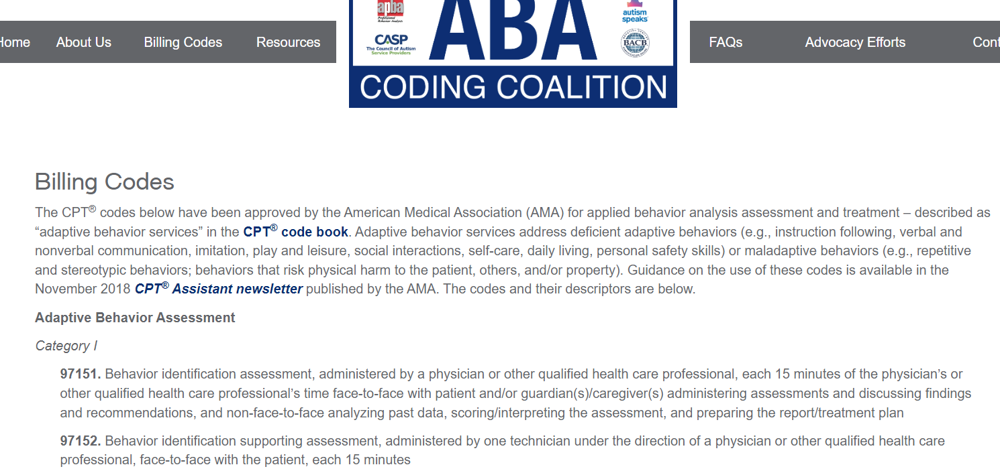 apba
Professional
Behavior Analysts
CASP
The Council of Autism
Service Providers
ABA
autism
speaks
BACB
CODING COALITION
Home About Us Billing Codes Resources FAQs Advocacy Efforts Cont
Billing Codes
The CPT® codes below have been approved by the American Medical Association (AMA) for applied behavior analysis assessment and treatment – described as
“adaptive behavior services” in the CPT® code book. Adaptive behavior services address deficient adaptive behaviors (e.g., instruction following, verbal and
nonverbal communication, imitation, play and leisure, social interactions, self-care, daily living, personal safety skills) or maladaptive behaviors (e.g., repetitive
and stereotypic behaviors; behaviors that risk physical harm to the patient, others, and/or property). Guidance on the use of these codes is available in the
November 2018 CPT® Assistant newsletter published by the AMA. The codes and their descriptors are below.
Adaptive Behavior Assessment
Category I
97151. Behavior identification assessment, administered by a physician or other qualified health care professional, each 15 minutes of the physician’s or
other qualified health care professional’s time face-to-face with patient and/or guardian(s)/caregiver(s) administering assessments and discussing findings
and recommendations, and non-face-to-face analyzing past data, scoring/interpreting the assessment, and preparing the report/treatment plan
97152. Behavior identification supporting assessment, administered by one technician under the direction of a physician or other qualified health care
professional, face-to-face with the patient, each 15 minutes